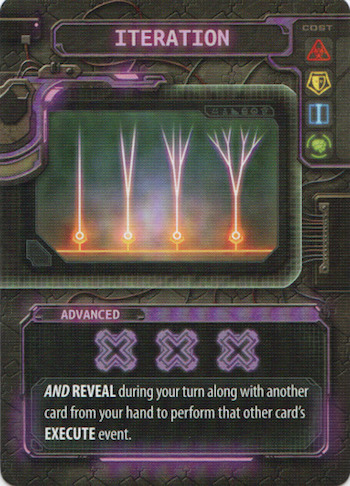 ITERATION
COST
ADVANCED
AND REVEAL during your turn along with another
card from your hand to perform that other card's
EXECUTE event.